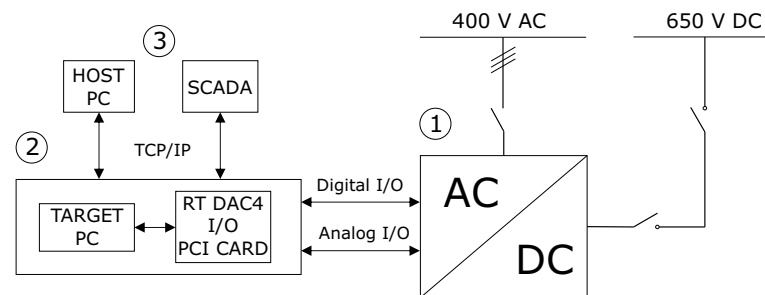 400 V AC
650 V DC
3
HOST
PC
SCADA
1
2
TCP/IP
AC
DC
Digital I/O
Analog I/O
TARGET
PC
RT DAC4
I/O
PCI CARD